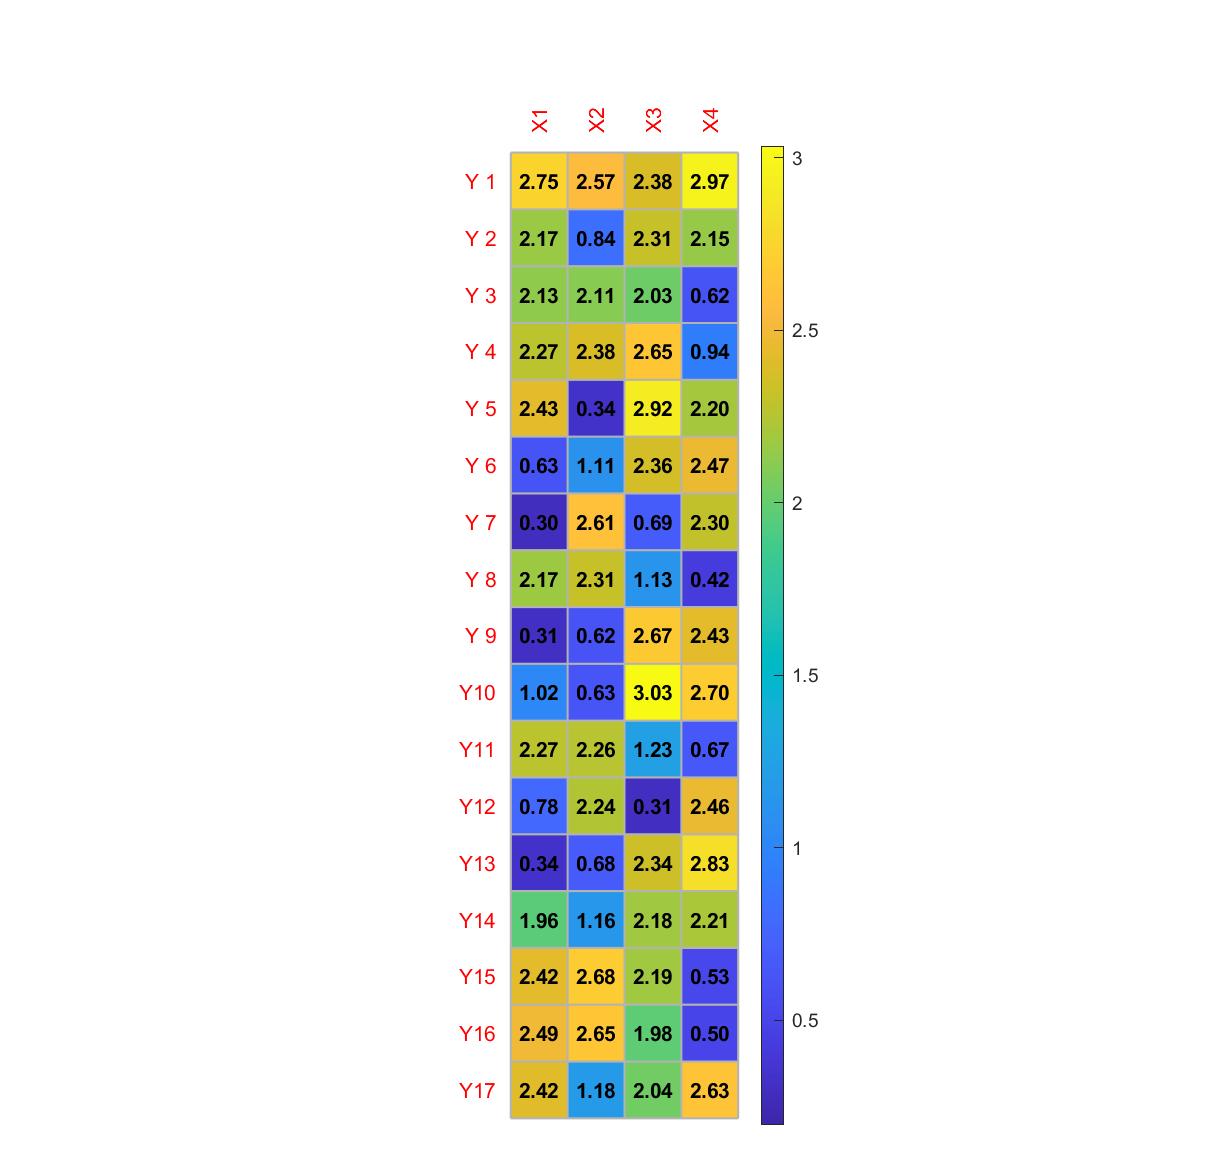 X1 X2 X3 X4
Y 1 2.75 2.57 2.38 2.97
Y 2 2.17 0.84 2.31 2.15
Y 3 2.13 2.11 2.03 0.62
Y 4 2.27 2.38 2.65 0.94
Y 5 2.43 0.34 2.92 2.20
Y 6 0.63 1.11 2.36 2.47
Y 7 0.30 2.61 0.69 2.30
Y 8 2.17 2.31 1.13 0.42
Y 9 0.31 0.62 2.67 2.43
Y10 1.02 0.63 3.03 2.70
Y11 2.27 2.26 1.23 0.67
Y12 0.78 2.24 0.31 2.46
Y13 0.34 0.68 2.34 2.83
Y14 1.96 1.16 2.18 2.21
Y15 2.42 2.68 2.19 0.53
Y16 2.49 2.65 1.98 0.50
Y17 2.42 1.18 2.04 2.63
3
2.5
2
1.5
1
0.5